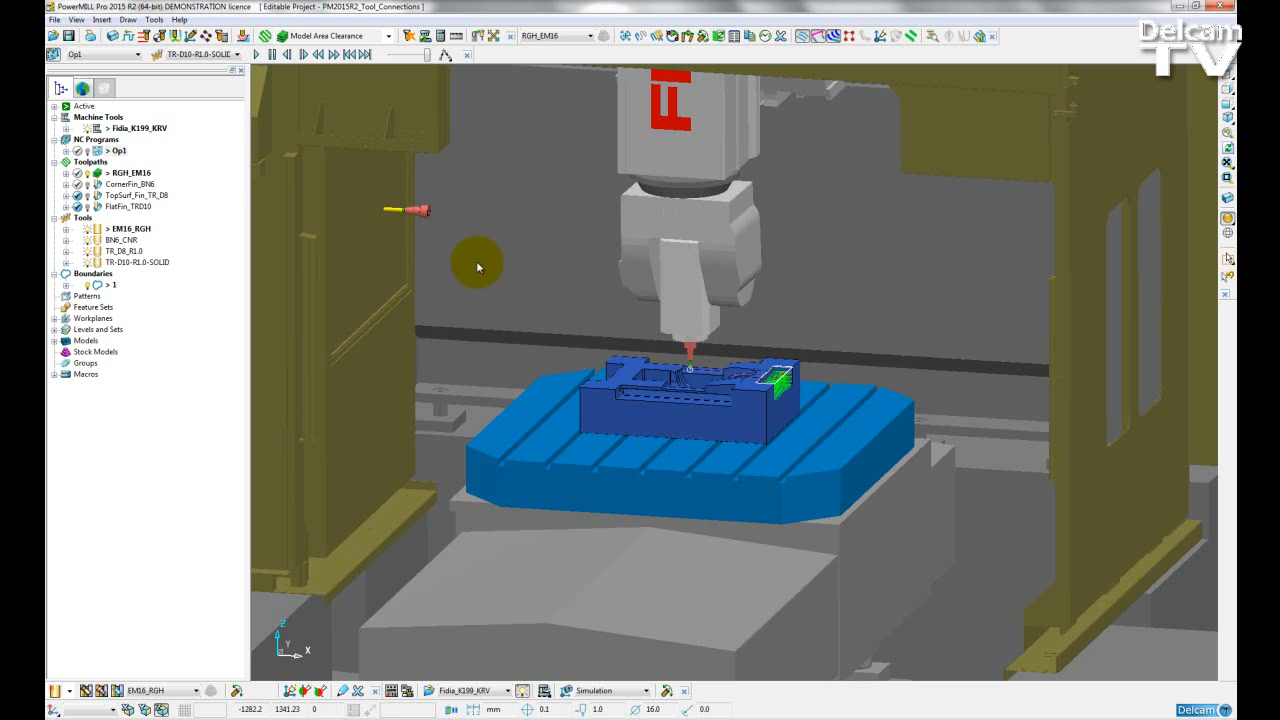 PowerMILL Pro 2015 R2 (64-bit) DEMONSTRATION licence - [ Editable Project - PM2015R2_Tool_Connections ]
File View Insert Draw Tools Help
Delcam
TV
Model Area Clearance
RGH_EM16
Op1
TR-D10-R1.0-SOLID
Active
Machine Tools
> Fidia_K199_KRV
NC Programs
> Op1
Toolpaths
> RGH_EM16
CornerFin_BN6
TopSurf_Fin_TR_D8
FlatFin_TRD10
Tools
> EM16_RGH
BN6_CNR
TR_D8_R1.0
TR-D10-R1.0-SOLID
Boundaries
> 1
Patterns
Feature Sets
Workplanes
Levels and Sets
Models
Stock Models
Groups
Macros
FI
Z
Y
X
EM16_RGH
Fidia_K199_KRV
Simulation
-1282.2 1341.23 0
mm
0.1
1.0
16.0
0.0
Delcam